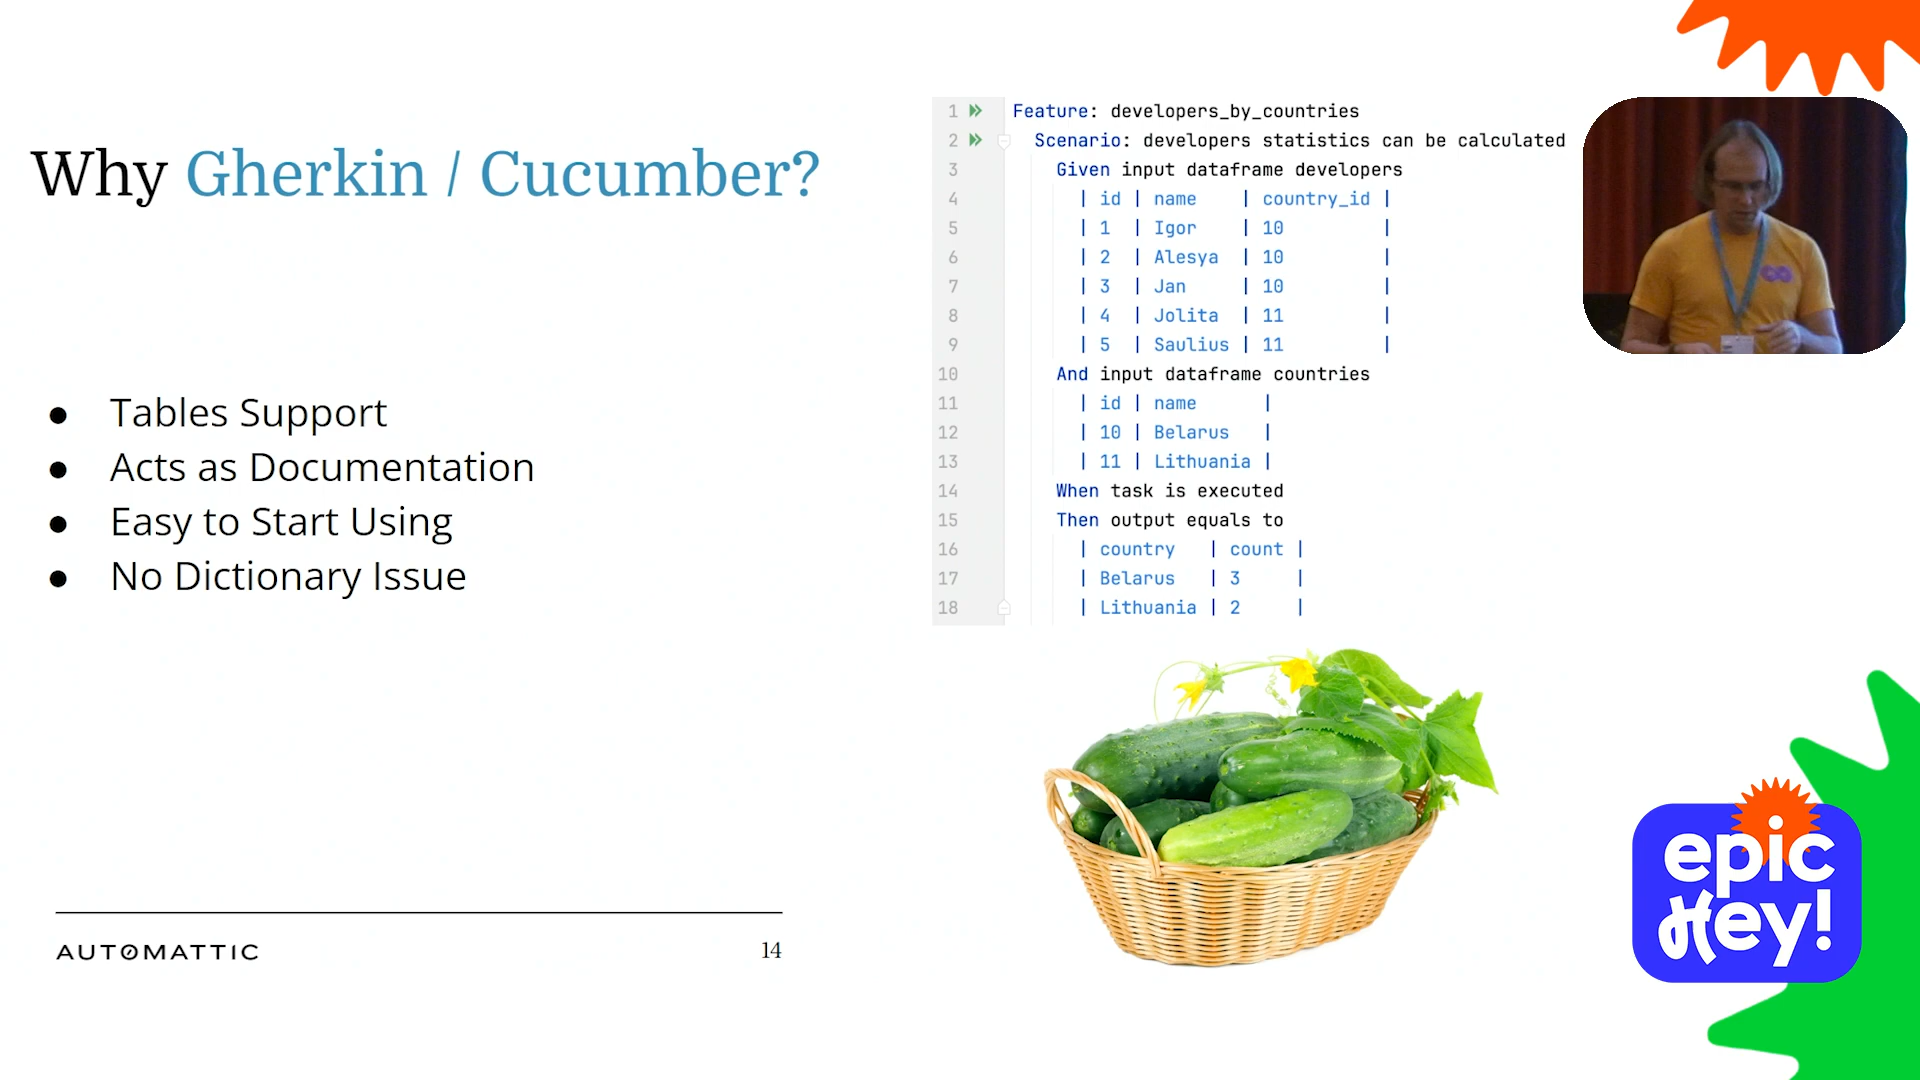 Why Gherkin / Cucumber?
● Tables Support
● Acts as Documentation
● Easy to Start Using
● No Dictionary Issue
AUTOMATTIC
14
1 Feature: developers_by_countries
2 Scenario: developers statistics can be calculated
3 Given input dataframe developers
4 | id | name | country_id |
5 | 1 | Igor | 10 |
6 | 2 | Alesya | 10 |
7 | 3 | Jan | 10 |
8 | 4 | Jolita | 11 |
9 | 5 | Saulius | 11 |
10 And input dataframe countries
11 | id | name |
12 | 10 | Belarus |
13 | 11 | Lithuania |
14 When task is executed
15 Then output equals to
16 | country | count |
17 | Belarus | 3 |
18 | Lithuania | 2 |
epic
Hey!